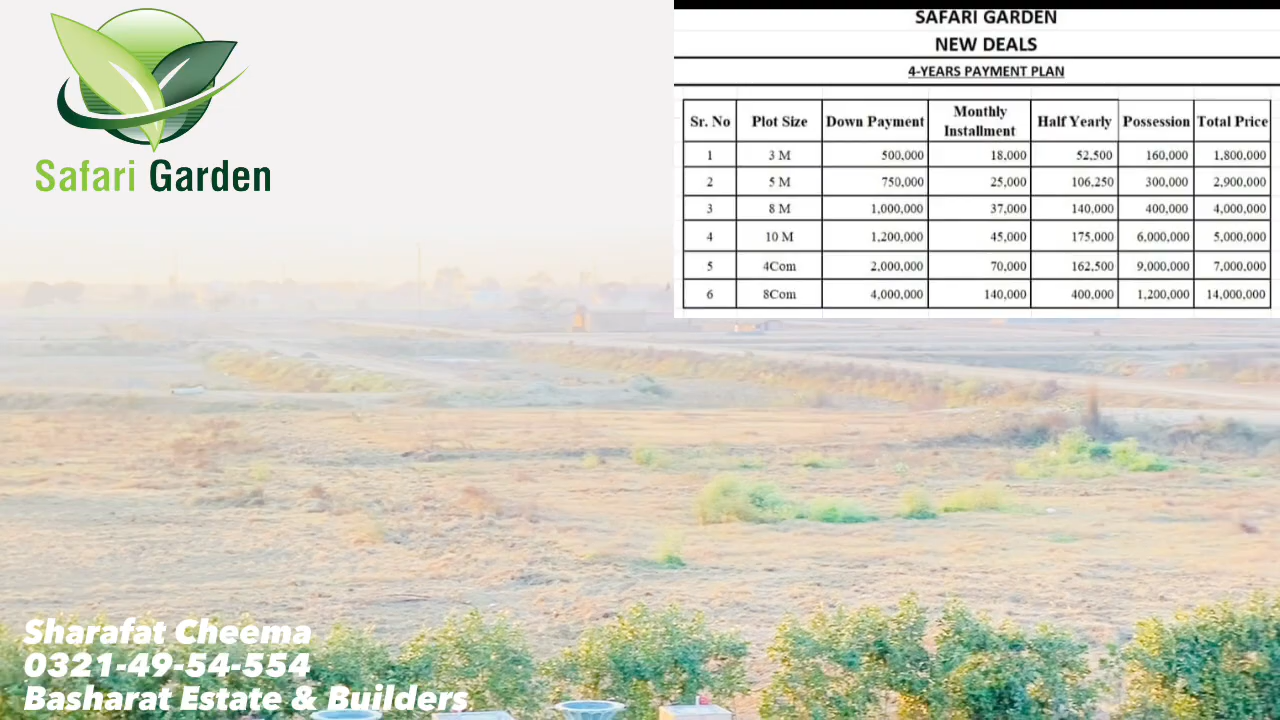 Safari Garden
SAFARI GARDEN
NEW DEALS
4-YEARS PAYMENT PLAN
Sr. No Plot Size Down Payment Monthly Installment Half Yearly Possession Total Price
1 3 M 500,000 18,000 52,500 160,000 1,800,000
2 5 M 750,000 25,000 106,250 300,000 2,900,000
3 8 M 1,000,000 37,000 140,000 400,000 4,000,000
4 10 M 1,200,000 45,000 175,000 6,000,000 5,000,000
5 4Com 2,000,000 70,000 162,500 9,000,000 7,000,000
6 8Com 4,000,000 140,000 400,000 1,200,000 14,000,000
Sharafat Cheema
0321-49-54-554
Basharat Estate & Builders